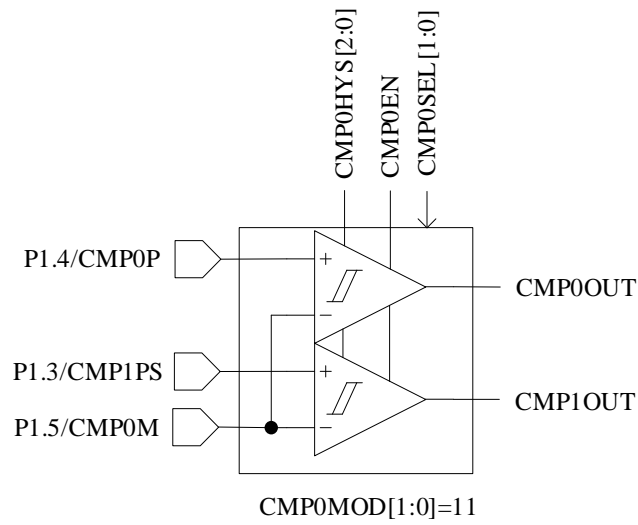 CMP0HYS[2:0]
CMP0EN
CMP0SEL[1:0]
P1.4/CMP0P
+
−
CMP0OUT
P1.3/CMP1PS
+
P1.5/CMP0M
−
CMP1OUT
CMP0MOD[1:0]=11